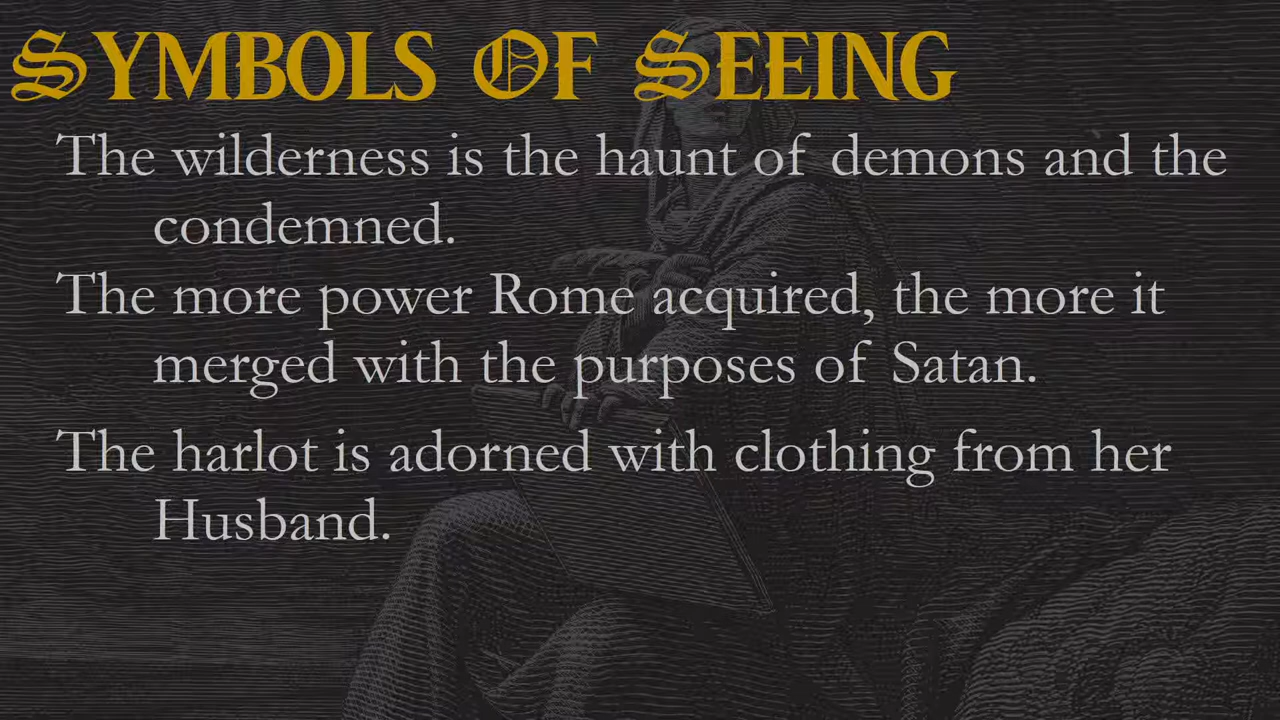 Symbols Of Seeing
The wilderness is the haunt of demons and the
condemned.
The more power Rome acquired, the more it
merged with the purposes of Satan.
The harlot is adorned with clothing from her
Husband.